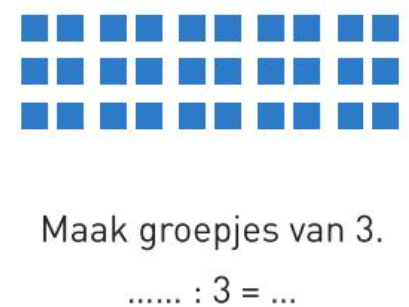 Maak groepjes van 3.
...... : 3 = ...